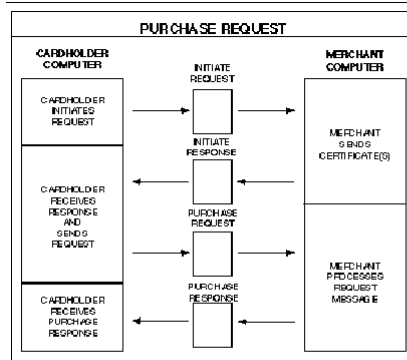 PURCHASE REQUEST
CARDHOLDER
COMPUTER
MERCHANT
COMPUTER
INITIATE
REQUEST
CARDHOLDER
INITIATES
REQUEST
MERCHANT
SENDS
CERTIFICATE(S)
INITIATE
RESPONSE
CARDHOLDER
RECEIVES
RESPONSE
AND
SENDS
REQUEST
PURCHASE
REQUEST
MERCHANT
PROCESSES
REQUEST
MESSAGE
PURCHASE
RESPONSE
CARDHOLDER
RECEIVES
PURCHASE
RESPONSE